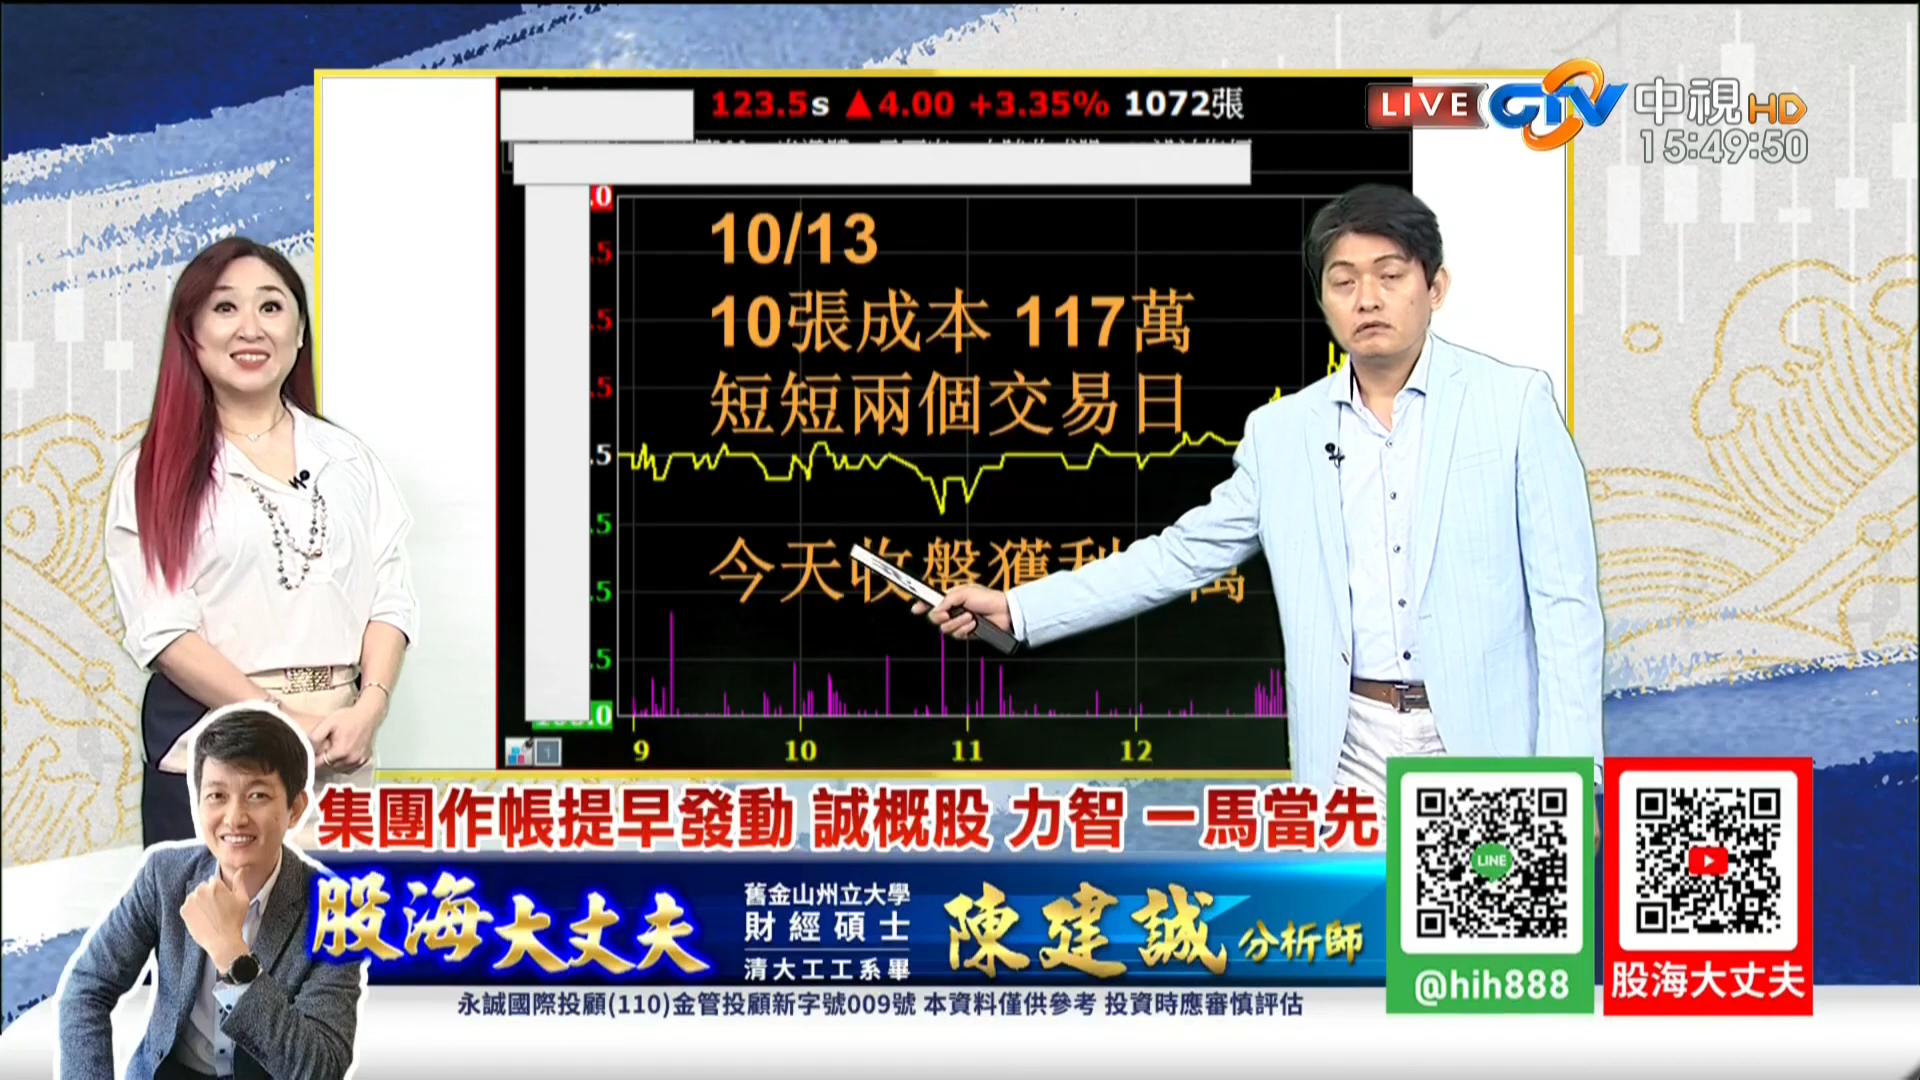 123.5s ▲4.00 +3.35% 1072張
LIVE CTV 中視HD
15:49:50
10/13
10張成本 117萬
短短兩個交易日
今天收盤獲利
萬
9 10 11 12
集團作帳提早發動 誠概股 力智 一馬當先
股海大丈夫
舊金山州立大學
財經碩士
清大工工系畢
陳建誠 分析師
永誠國際投顧(110)金管投顧新字號009號 本資料僅供參考 投資時應審慎評估
LINE
@hih888
股海大丈夫